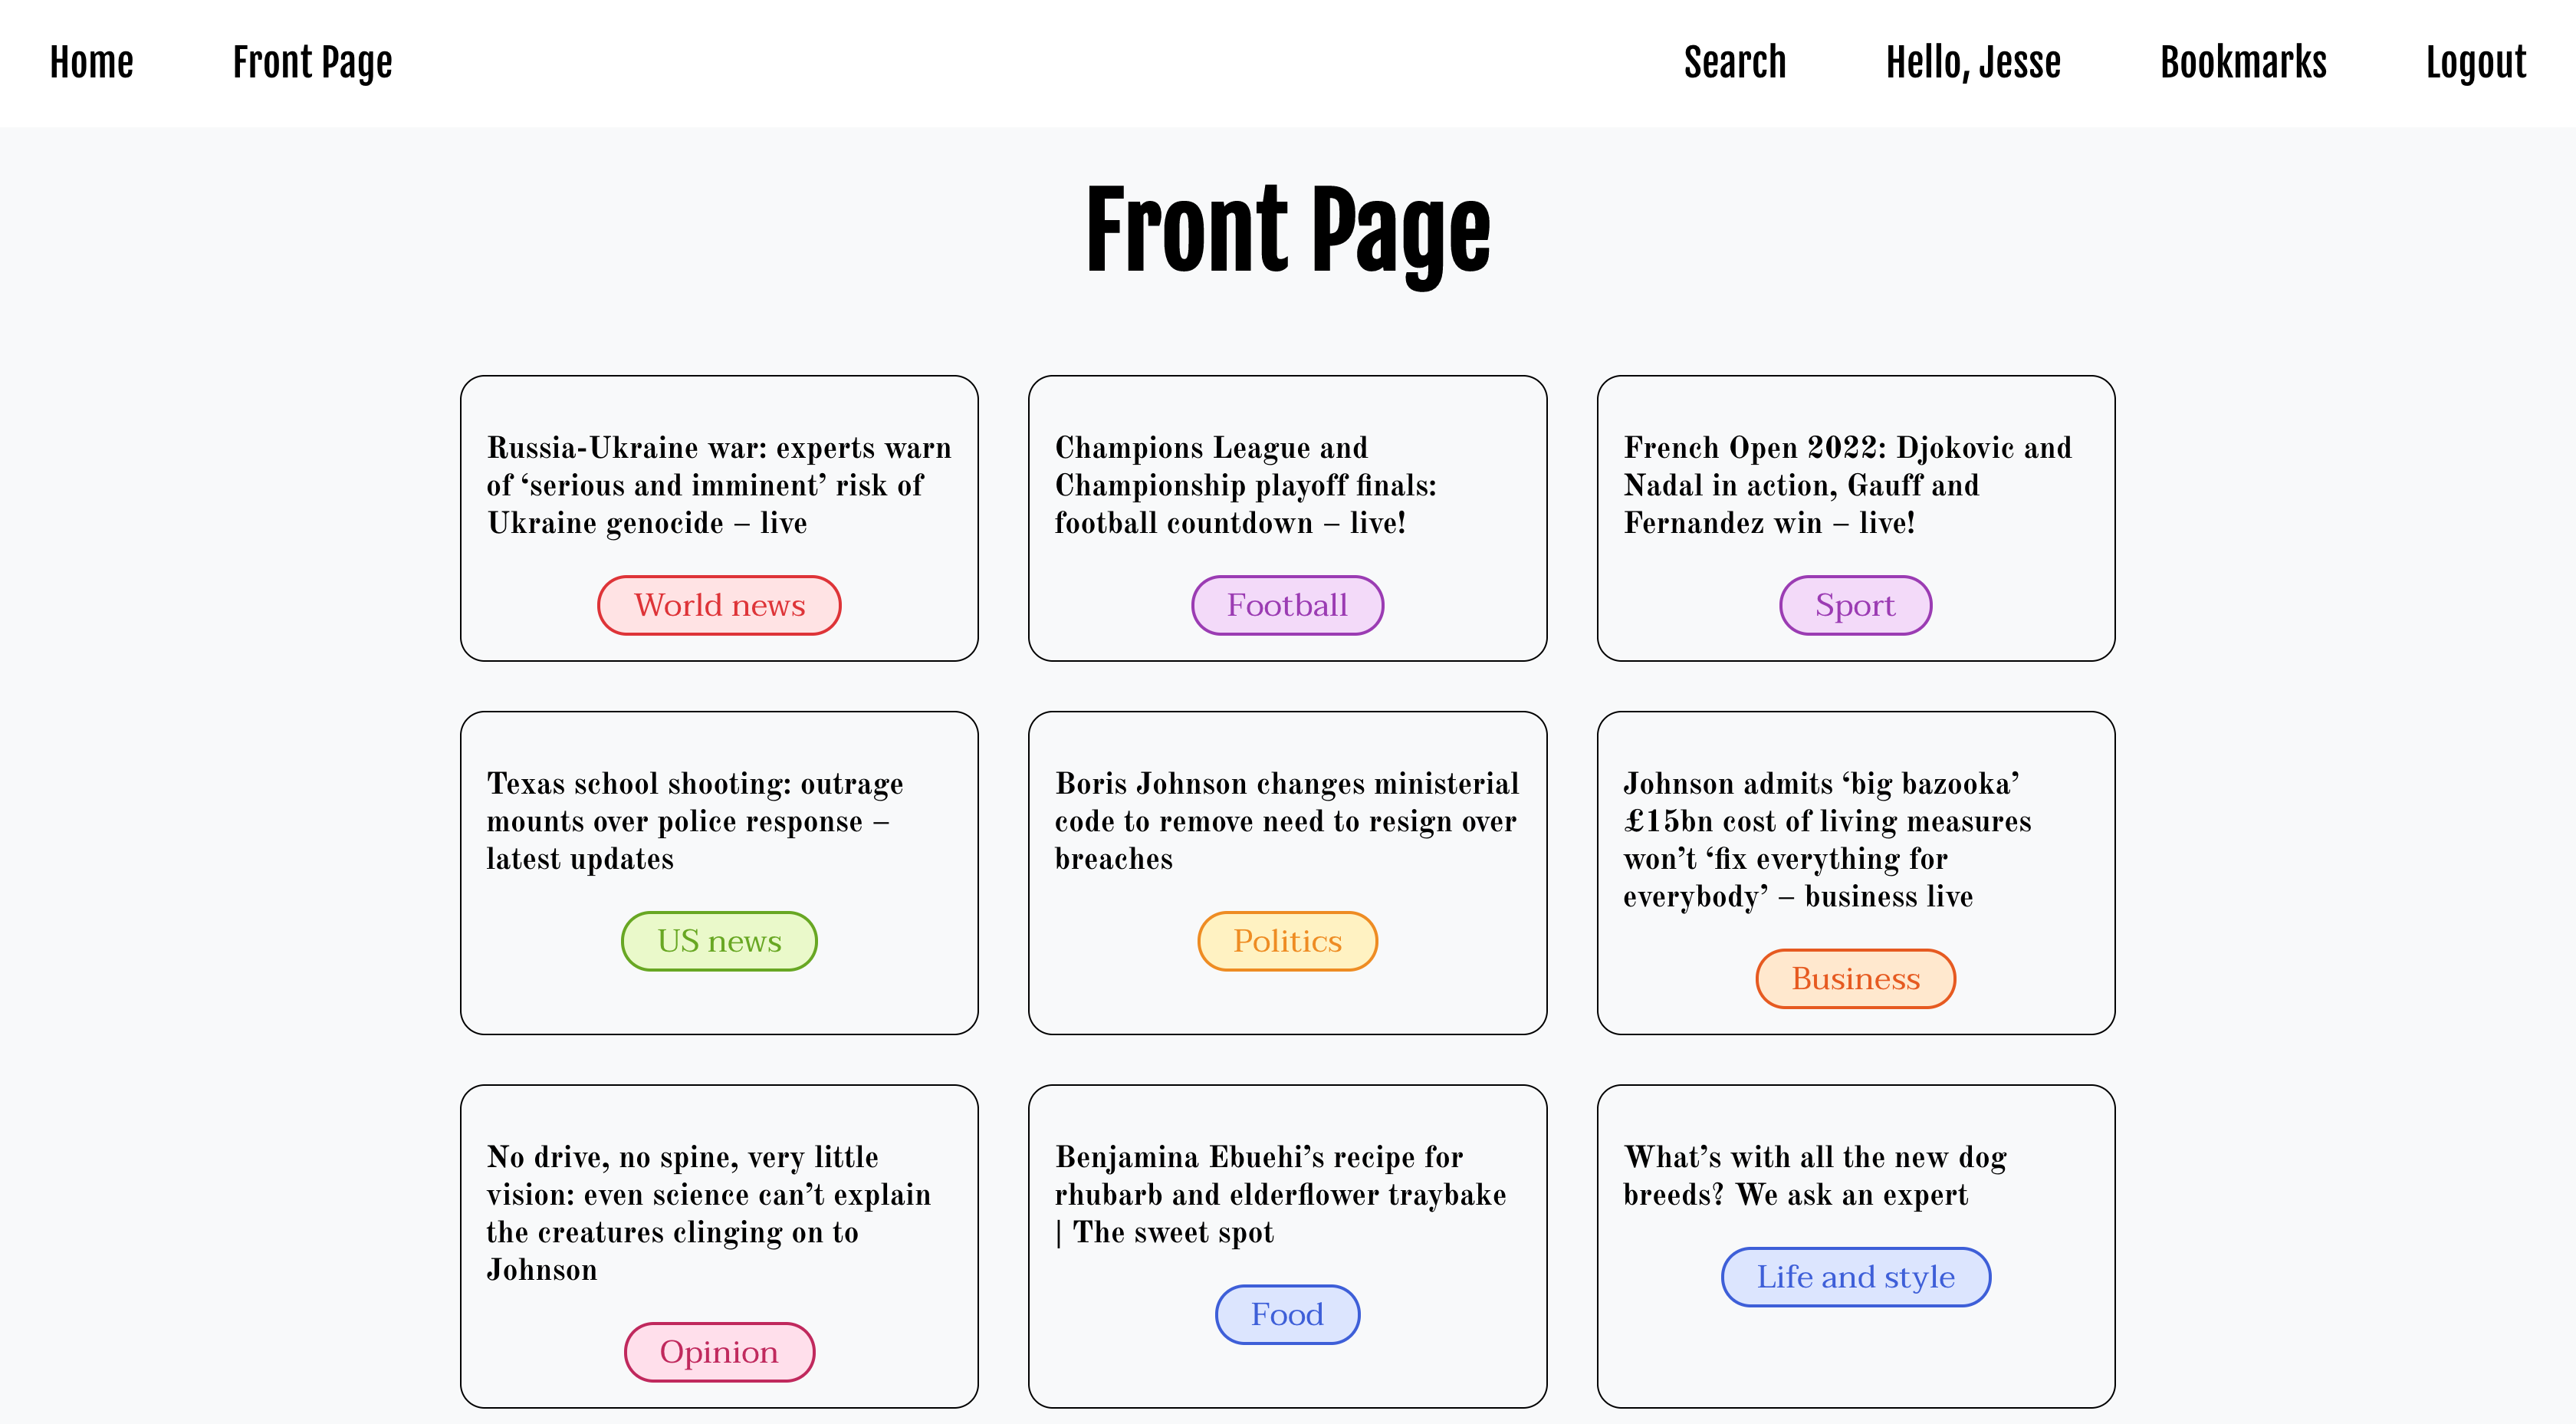 Home Front Page Search Hello, Jesse Bookmarks Logout
Front Page
Russia-Ukraine war: experts warn
of ‘serious and imminent’ risk of
Ukraine genocide – live
World news
Champions League and
Championship playoff finals:
football countdown – live!
Football
French Open 2022: Djokovic and
Nadal in action, Gauff and
Fernandez win – live!
Sport
Texas school shooting: outrage
mounts over police response –
latest updates
US news
Boris Johnson changes ministerial
code to remove need to resign over
breaches
Politics
Johnson admits ‘big bazooka’
£15bn cost of living measures
won’t ‘fix everything for
everybody’ – business live
Business
No drive, no spine, very little
vision: even science can’t explain
the creatures clinging on to
Johnson
Opinion
Benjamina Ebuehi’s recipe for
rhubarb and elderflower traybake
| The sweet spot
Food
What’s with all the new dog
breeds? We ask an expert
Life and style